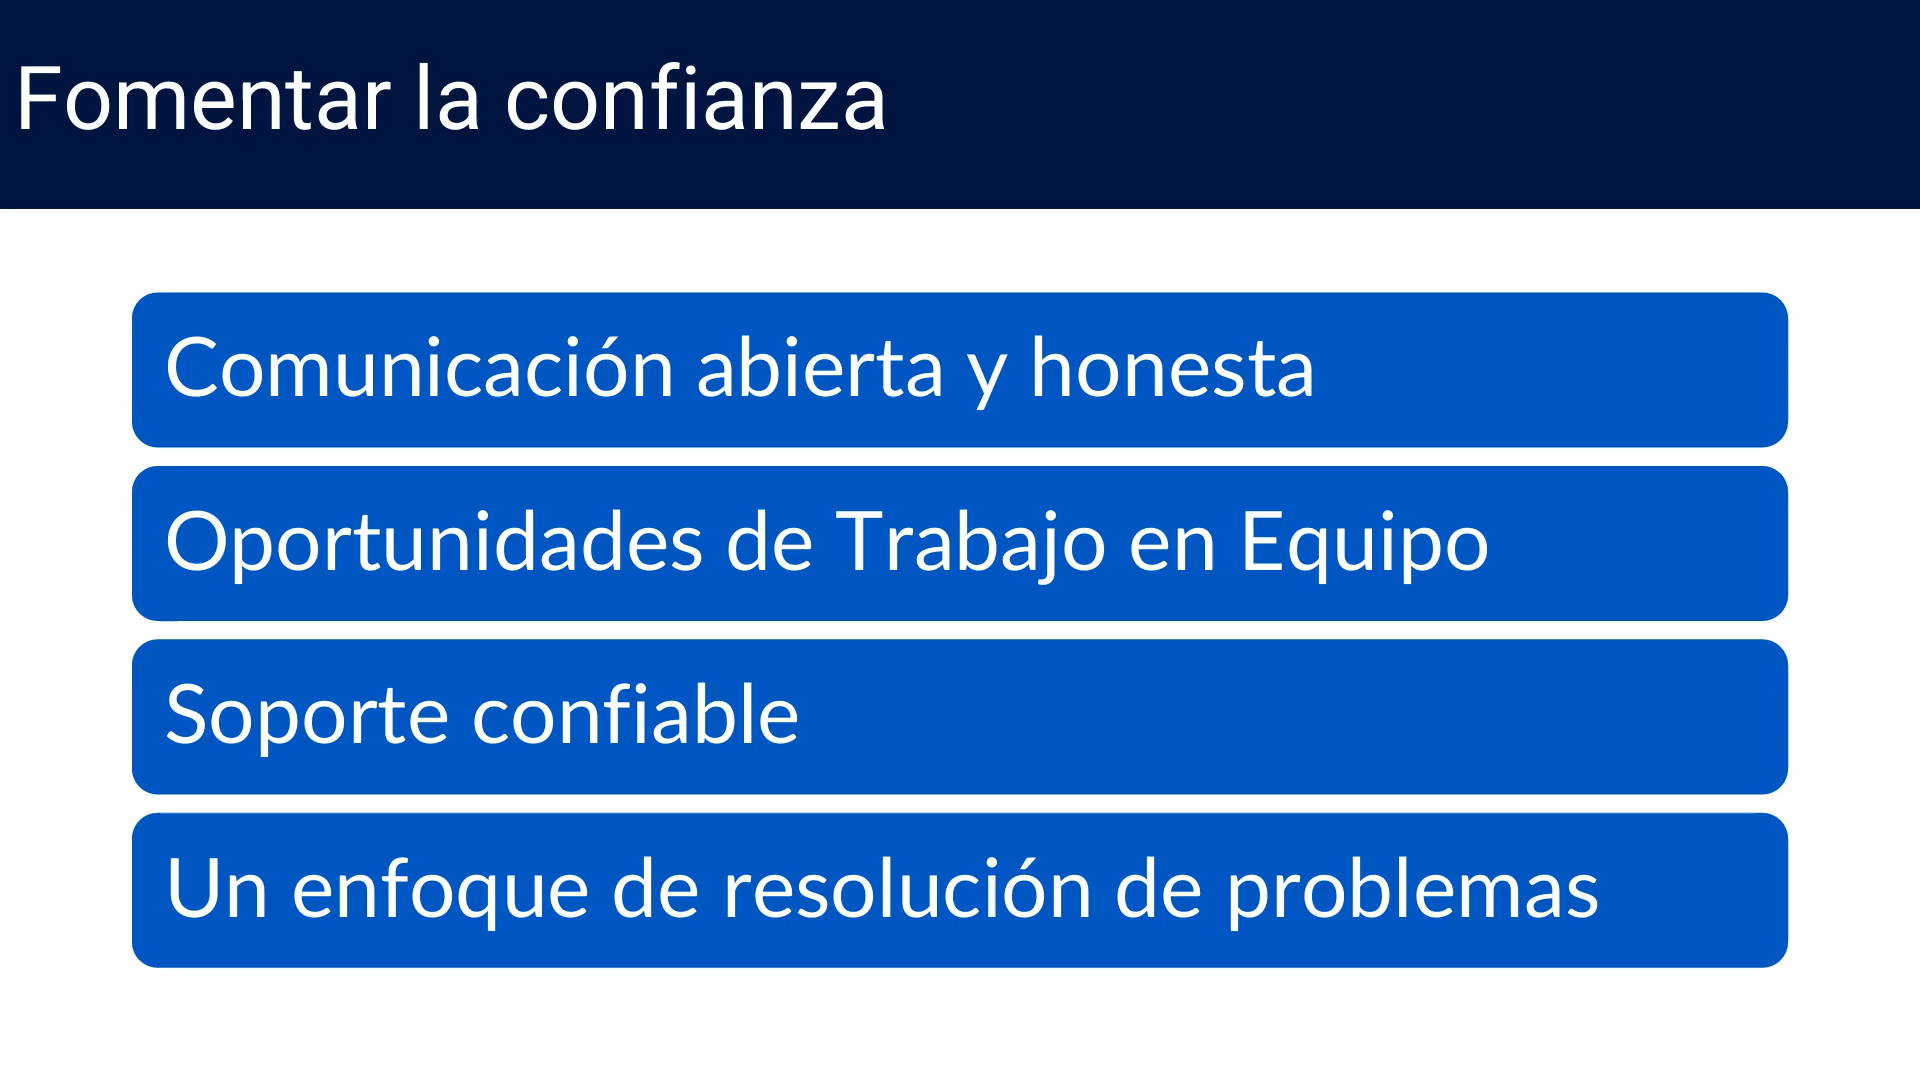 Fomentar la confianza
Comunicación abierta y honesta
Oportunidades de Trabajo en Equipo
Soporte confiable
Un enfoque de resolución de problemas